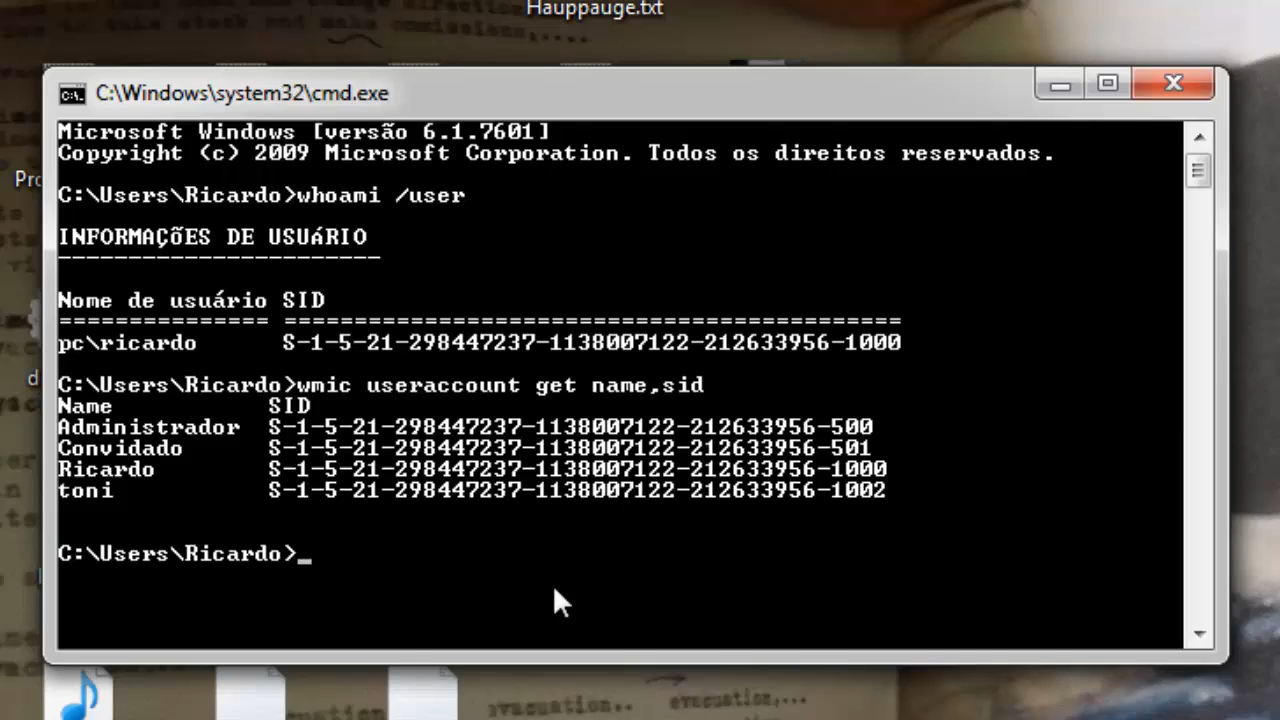 Hauppauge.txt
C:\Windows\system32\cmd.exe
Microsoft Windows [versão 6.1.7601]
Copyright (c) 2009 Microsoft Corporation. Todos os direitos reservados.
C:\Users\Ricardo>whoami /user
INFORMAÇÕES DE USUáRIO
-----------------------
Nome de usuário SID
=============== ============================================
pc\ricardo S-1-5-21-298447237-1138007122-212633956-1000
C:\Users\Ricardo>wmic useraccount get name,sid
Name SID
Administrador S-1-5-21-298447237-1138007122-212633956-500
Convidado S-1-5-21-298447237-1138007122-212633956-501
Ricardo S-1-5-21-298447237-1138007122-212633956-1000
toni S-1-5-21-298447237-1138007122-212633956-1002
C:\Users\Ricardo>_
evacuation.. evacuation,...